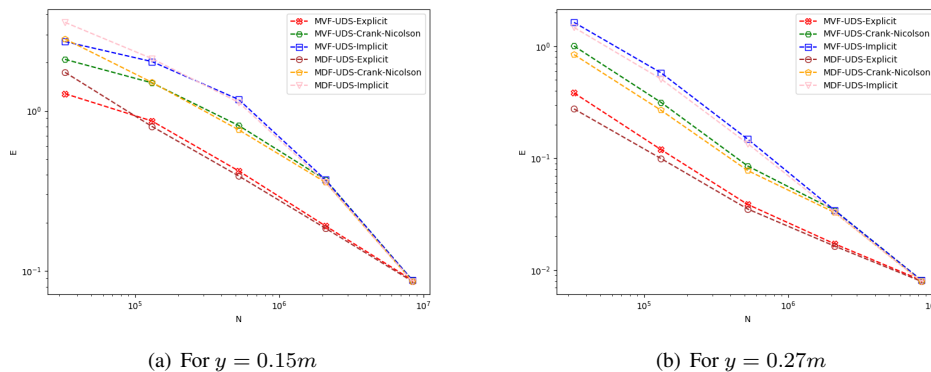 MVF-UDS-Explicit
MVF-UDS-Crank-Nicolson
MVF-UDS-Implicit
MDF-UDS-Explicit
MDF-UDS-Crank-Nicolson
MDF-UDS-Implicit
10⁰
10⁻¹
E
10⁵
10⁶
10⁷
N
(a) For y = 0.15m
MVF-UDS-Explicit
MVF-UDS-Crank-Nicolson
MVF-UDS-Implicit
MDF-UDS-Explicit
MDF-UDS-Crank-Nicolson
MDF-UDS-Implicit
10⁰
10⁻¹
10⁻²
E
10⁵
10⁶
N
(b) For y = 0.27m